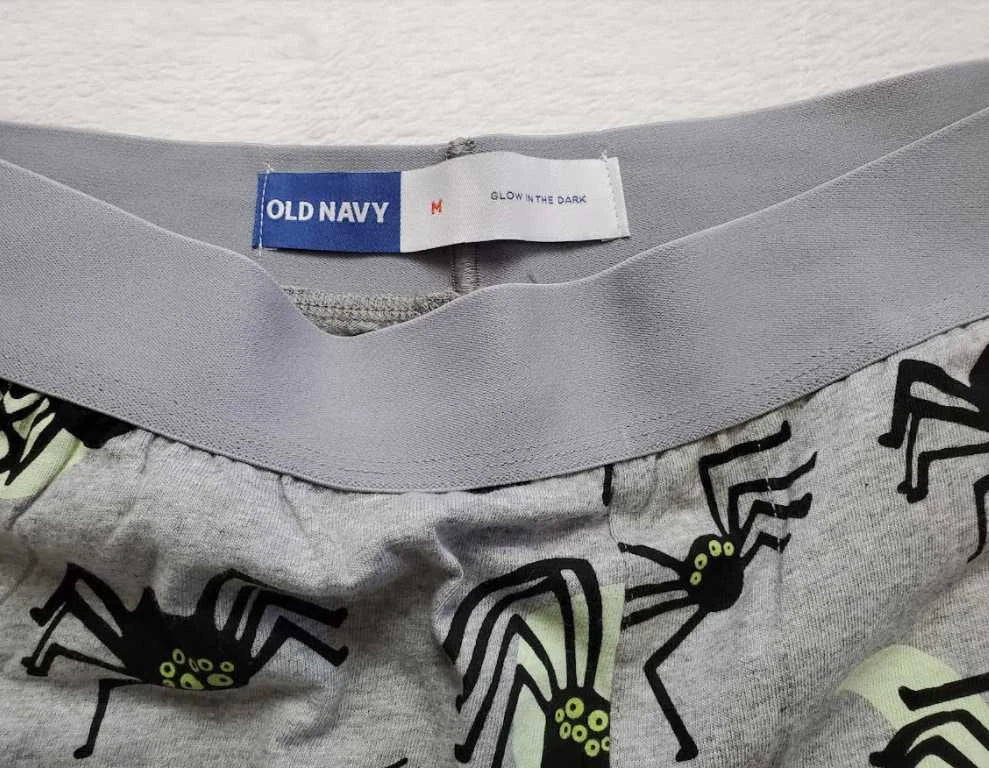 OLD NAVY
M
GLOW IN THE DARK